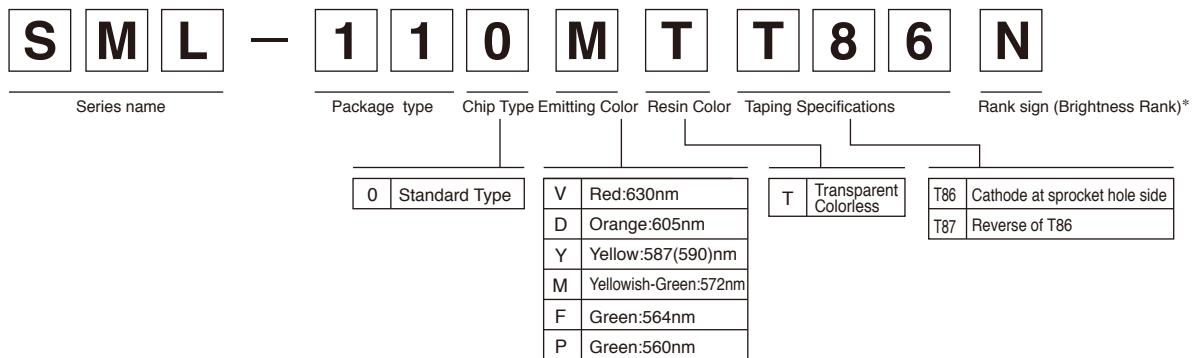 S M L – 1 1 0 M T T 8 6 N
Series name Package type Chip Type Emitting Color Resin Color Taping Specifications Rank sign (Brightness Rank)*
0 Standard Type
V Red:630nm
D Orange:605nm
Y Yellow:587(590)nm
M Yellowish-Green:572nm
F Green:564nm
P Green:560nm
T Transparent
Colorless
T86 Cathode at sprocket hole side
T87 Reverse of T86